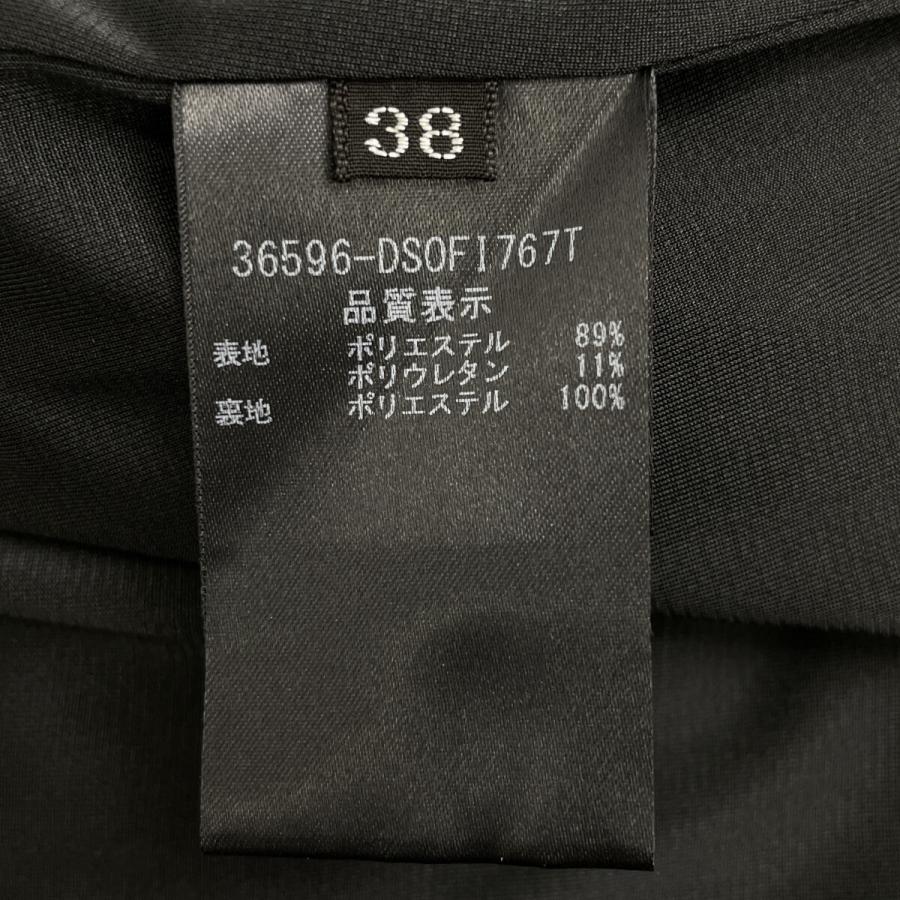 38
36596-DSOFI767T
品質表示
表地 ポリエステル 89%
ポリウレタン 11%
裏地 ポリエステル 100%